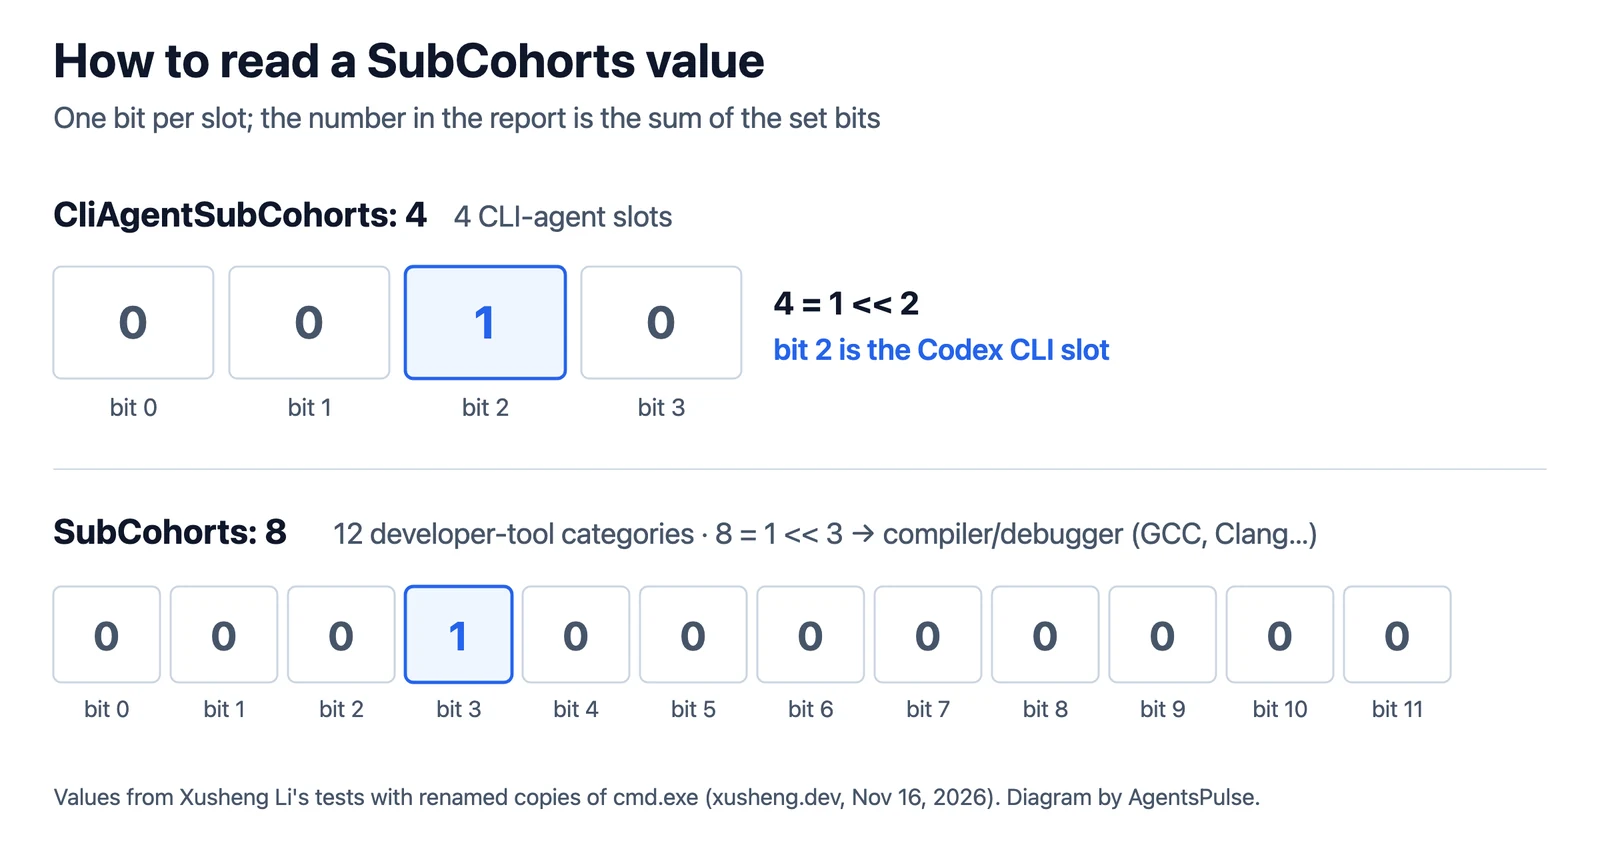 How to read a SubCohorts value
One bit per slot; the number in the report is the sum of the set bits
CliAgentSubCohorts: 4 4 CLI-agent slots
0 0 1 0
4 = 1 << 2
bit 2 is the Codex CLI slot
bit 0 bit 1 bit 2 bit 3
SubCohorts: 8 12 developer-tool categories · 8 = 1 << 3 → compiler/debugger (GCC, Clang...)
0 0 0 1 0 0 0 0 0 0 0 0
bit 0 bit 1 bit 2 bit 3 bit 4 bit 5 bit 6 bit 7 bit 8 bit 9 bit 10 bit 11
Values from Xusheng Li's tests with renamed copies of cmd.exe (xusheng.dev, Nov 16, 2026). Diagram by AgentsPulse.